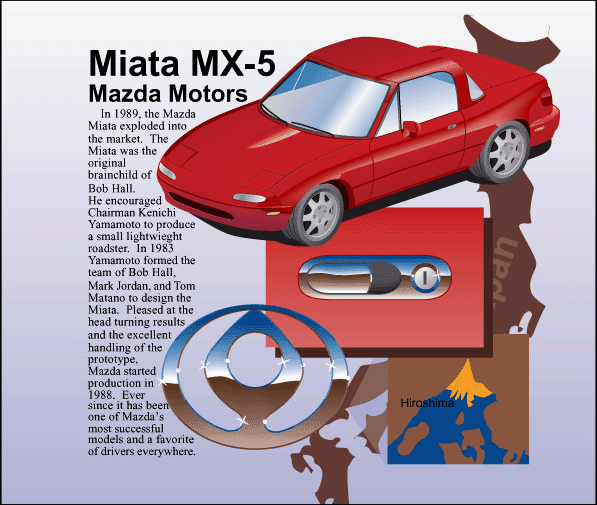 Miata MX-5
Mazda Motors
In 1989, the Mazda
Miata exploded into
the market.  The
Miata was the
original
brainchild of
Bob Hall.
He encouraged
Chairman Kenichi
Yamamoto to produce
a small lightwieght
roadster.  In 1983
Yamamoto formed the
team of Bob Hall,
Mark Jordan, and Tom
Matano to design the
Miata.  Pleased at the
head turning results
and the excellent
handling of the
prototype,
Mazda started
production in
1988.  Ever
since it has been
one of Mazda's
most successful
models and a favorite
of drivers everywhere.
pan
Hiroshima